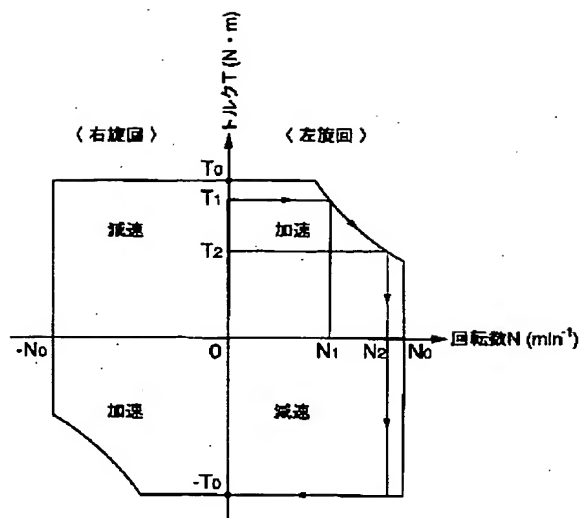 トルクT (N・m)
〈右旋回〉
〈左旋回〉
T0
T1
減速
加速
T2
-N0
0
N1
N2
N0
回転数N (min-1)
加速
減速
-T0